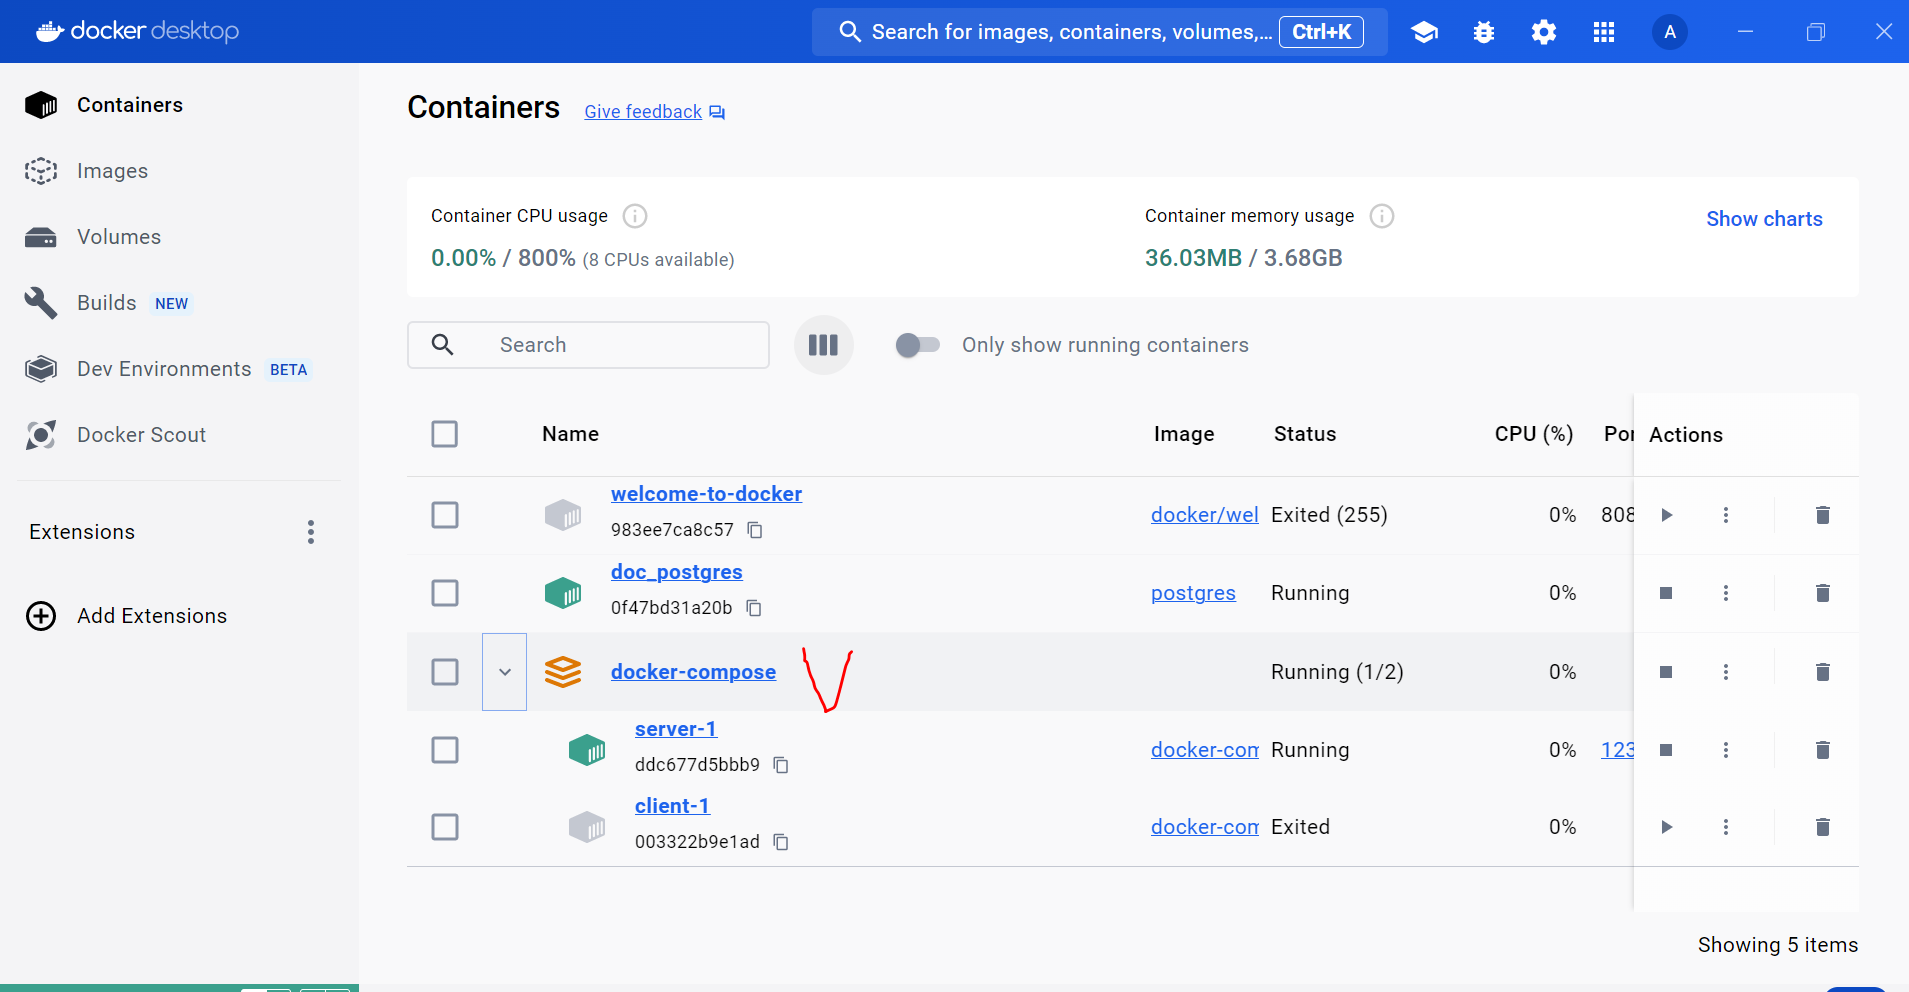 docker desktop
Search for images, containers, volumes,... Ctrl+K
A
Containers
Images
Volumes
Builds NEW
Dev Environments BETA
Docker Scout
Extensions
Add Extensions
Containers Give feedback
Container CPU usage
0.00% / 800% (8 CPUs available)
Container memory usage
36.03MB / 3.68GB
Show charts
Search
Only show running containers
Name Image Status CPU (%) Por Actions
welcome-to-docker
983ee7ca8c57
docker/wel Exited (255) 0% 808
doc_postgres
0f47bd31a20b
postgres Running 0%
docker-compose Running (1/2) 0%
server-1
ddc677d5bbb9
docker-com Running 0% 123
client-1
003322b9e1ad
docker-com Exited 0%
Showing 5 items